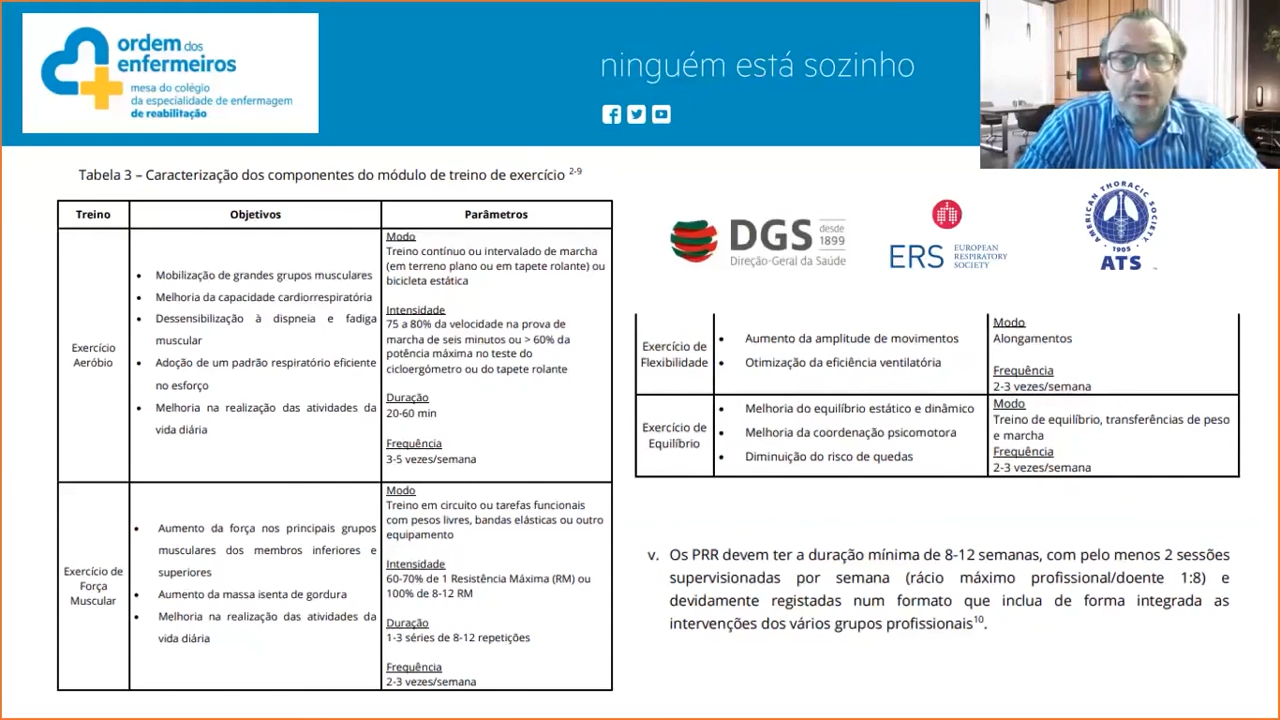 ordem dos
enfermeiros
mesa do colégio
da especialidade de enfermagem
de reabilitação
ninguém está sozinho
Tabela 3 – Caracterização dos componentes do módulo de treino de exercício 2-9
Treino
Objetivos
Parâmetros
Exercício
Aeróbio
• Mobilização de grandes grupos musculares
• Melhoria da capacidade cardiorrespiratória
• Dessensibilização à dispneia e fadiga
muscular
• Adoção de um padrão respiratório eficiente
no esforço
• Melhoria na realização das atividades da
vida diária
Modo
Treino contínuo ou intervalado de marcha
(em terreno plano ou em tapete rolante) ou
bicicleta estática
Intensidade
75 a 80% da velocidade na prova de
marcha de seis minutos ou > 60% da
potência máxima no teste do
cicloergómetro ou do tapete rolante
Duração
20-60 min
Frequência
3-5 vezes/semana
Exercício de
Força
Muscular
• Aumento da força nos principais grupos
musculares dos membros inferiores e
superiores
• Aumento da massa isenta de gordura
• Melhoria na realização das atividades da
vida diária
Modo
Treino em circuito ou tarefas funcionais
com pesos livres, bandas elásticas ou outro
equipamento
Intensidade
60-70% de 1 Resistência Máxima (RM) ou
100% de 8-12 RM
Duração
1-3 séries de 8-12 repetições
Frequência
2-3 vezes/semana
DGS desde
1899
Direção-Geral da Saúde
ERS EUROPEAN
RESPIRATORY
SOCIETY
AMERICAN THORACIC SOCIETY
1905
ATS
Exercício de
Flexibilidade
• Aumento da amplitude de movimentos
• Otimização da eficiência ventilatória
Modo
Alongamentos
Frequência
2-3 vezes/semana
Exercício de
Equilíbrio
• Melhoria do equilíbrio estático e dinâmico
• Melhoria da coordenação psicomotora
• Diminuição do risco de quedas
Modo
Treino de equilíbrio, transferências de peso
e marcha
Frequência
2-3 vezes/semana
v. Os PRR devem ter a duração mínima de 8-12 semanas, com pelo menos 2 sessões
supervisionadas por semana (rácio máximo profissional/doente 1:8) e
devidamente registadas num formato que inclua de forma integrada as
intervenções dos vários grupos profissionais10.